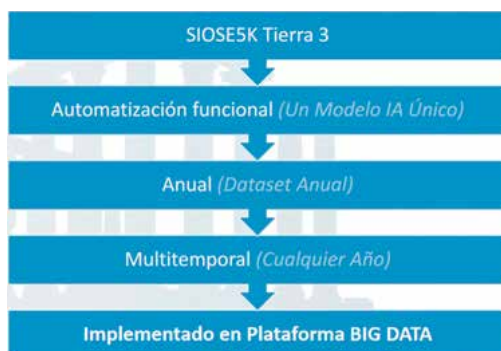 SIOSE5K Tierra 3
Automatización funcional (Un Modelo IA Único)
Anual (Dataset Anual)
Multitemporal (Cualquier Año)
Implementado en Plataforma BIG DATA